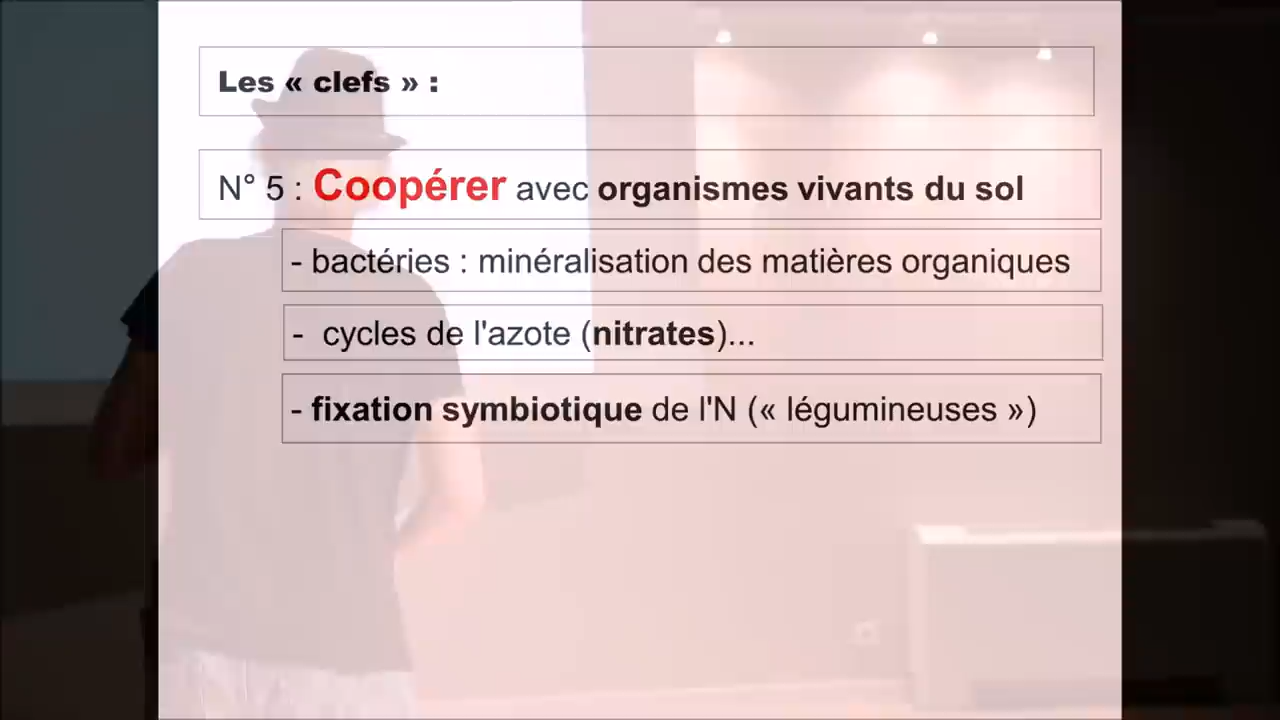 Les « clefs » :
N° 5 : Coopérer avec organismes vivants du sol
- bactéries : minéralisation des matières organiques
- cycles de l'azote (nitrates)...
- fixation symbiotique de l'N (« légumineuses »)